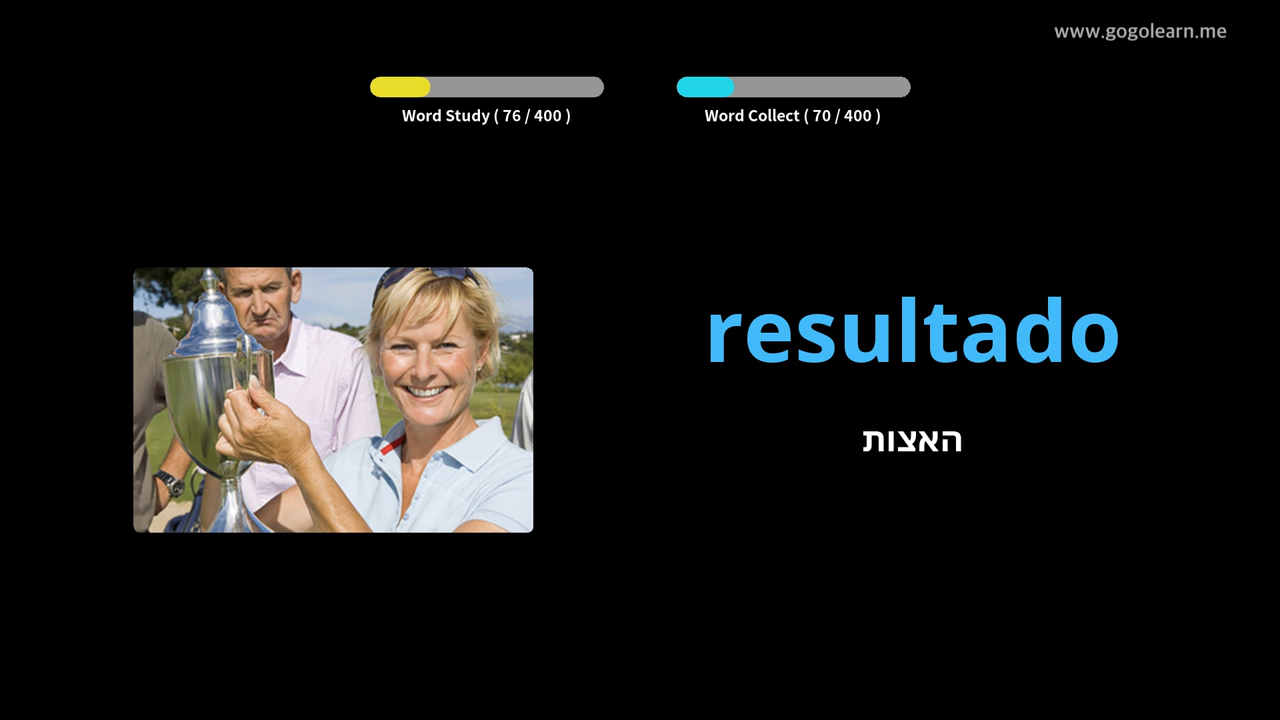 www.gogolearn.me
Word Study ( 76 / 400 )
Word Collect ( 70 / 400 )
resultado
האצות